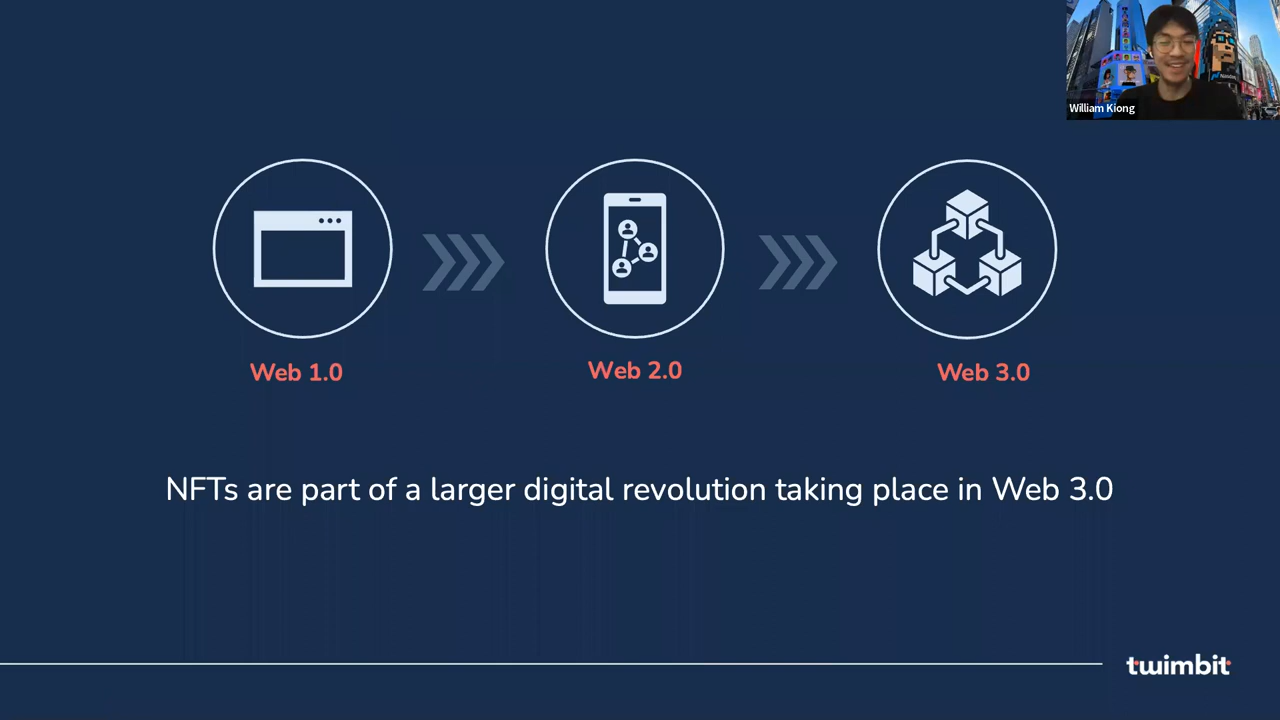 William Kiong
Web 1.0
Web 2.0
Web 3.0
NFTs are part of a larger digital revolution taking place in Web 3.0
twimbit